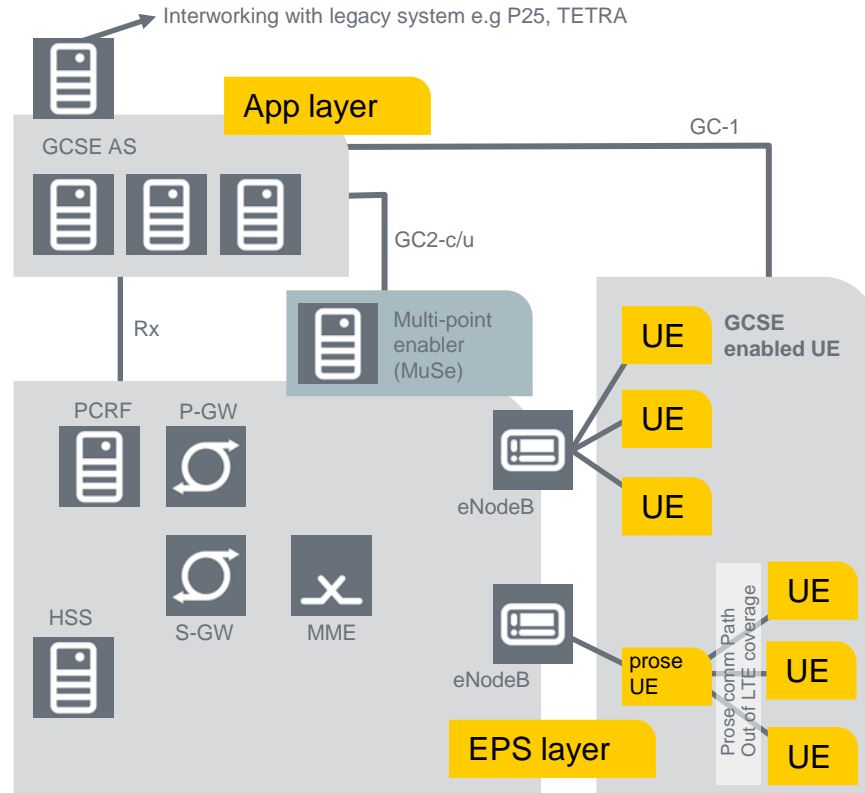 Interworking with legacy system e.g P25, TETRA
App layer
GCSE AS
GC-1
GC2-c/u
Rx
Multi-point
enabler
(MuSe)
UE
GCSE
enabled UE
UE
UE
PCRF
P-GW
eNodeB
HSS
S-GW
MME
eNodeB
prose
UE
Prose comm Path
Out of LTE coverage
UE
UE
UE
EPS layer